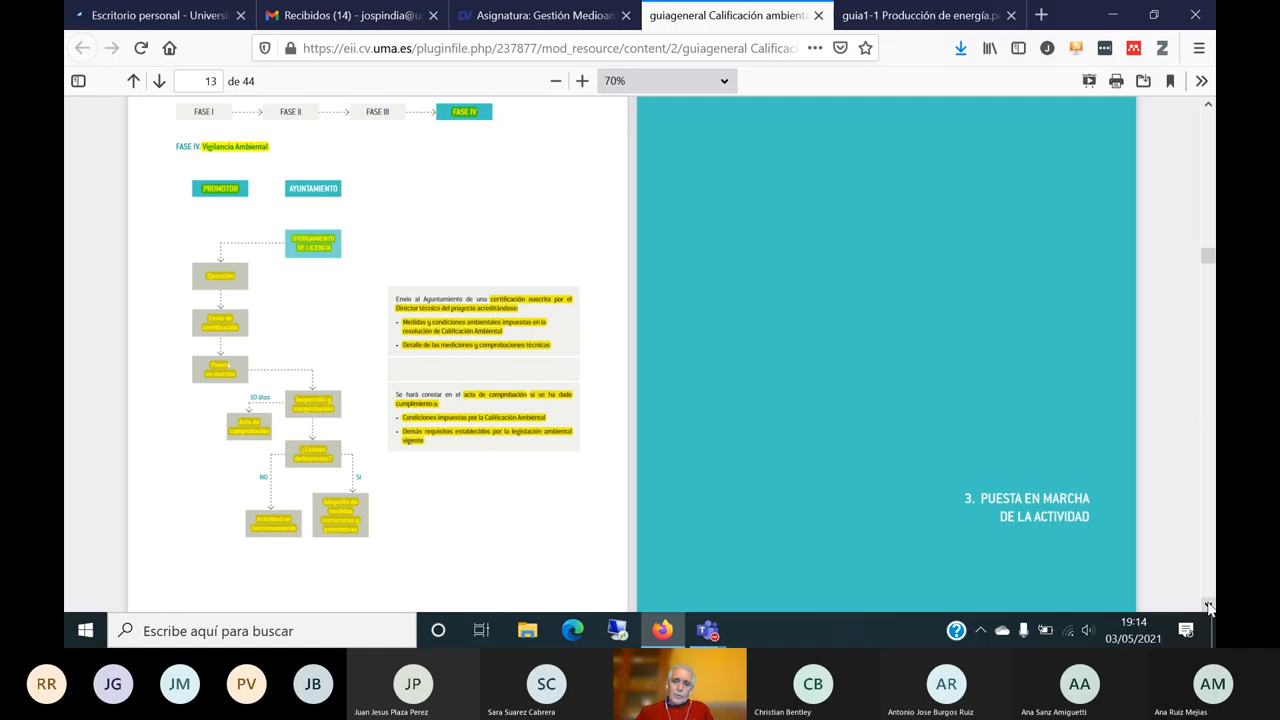 Escritorio personal - Universi
Recibidos (14) - jospindia@u
Asignatura: Gestión Medioam
guiageneral Calificación ambienta
guia1-1 Producción de energía.p
https://eii.cv.uma.es/pluginfile.php/237877/mod_resource/content/2/guiageneral Calificac
13 de 44
70%
FASE I
FASE II
FASE III
FASE IV
FASE IV. Vigilancia Ambiental
PROMOTOR
AYUNTAMIENTO
OTORGAMIENTO
DE LICENCIA
Ejecución
Envío de
certificación
Puesta
en marcha
Envío al Ayuntamiento de una certificación suscrita por el
Director técnico del proyecto acreditándose:
• Medidas y condiciones ambientales impuestas en la
resolución de Calificación Ambiental
• Detalle de las mediciones y comprobaciones técnicas
10 días
Inspección y
comprobación
Acta de
comprobación
Se hará constar en el acta de comprobación si se ha dado
cumplimiento a:
• Condiciones impuestas por la Calificación Ambiental
• Demás requisitos establecidos por la legislación ambiental
vigente
¿Existen
deficiencias?
NO
SI
Actividad en
funcionamiento
Adopción de
medidas
correctoras y
preventivas
3. PUESTA EN MARCHA
DE LA ACTIVIDAD
Escribe aquí para buscar
19:14
03/05/2021
RR
JG
JM
PV
JB
JP
Juan Jesus Plaza Perez
SC
Sara Suarez Cabrera
CB
Christian Bentley
AR
Antonio Jose Burgos Ruiz
AA
Ana Sanz Amiguetti
AM
Ana Ruiz Mejias